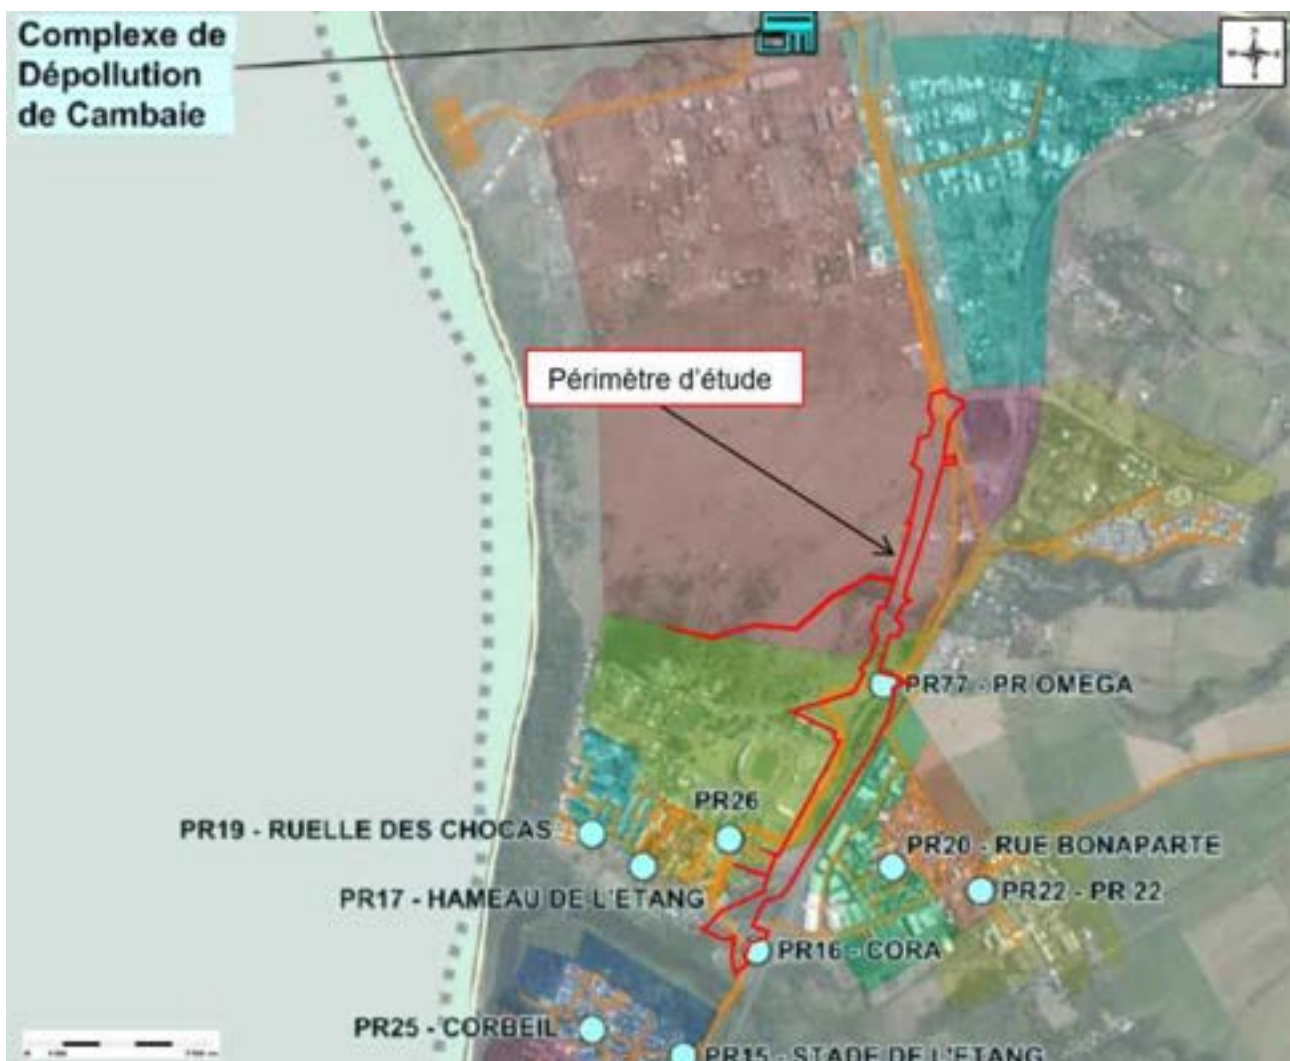 Complexe de
Dépollution
de Cambaie
Périmètre d'étude
PR77 - PR OMEGA
PR26
PR19 - RUELLE DES CHOCAS
PR20 - RUE BONAPARTE
PR17 - HAMEAU DE L'ETANG
PR22 - PR 22
PR16 - CORA
PR25 - CORBEIL
PR15 - STADE DE L'ETANG